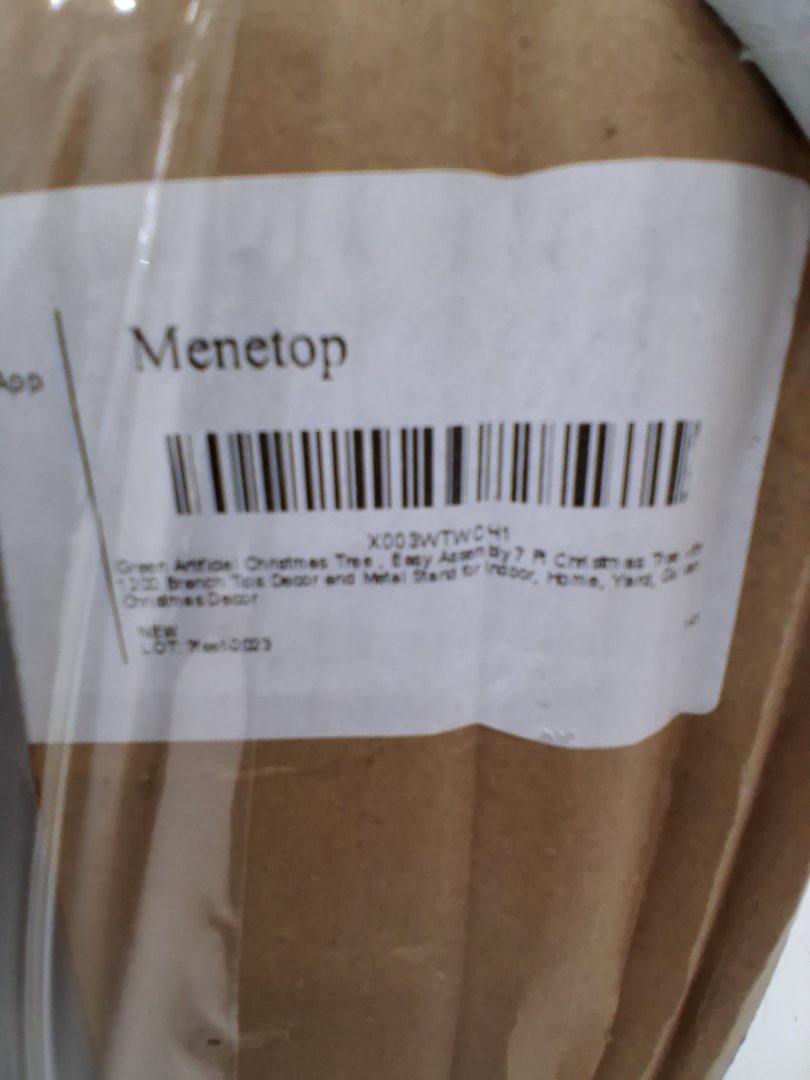 App
Menetop
X003WTWCH1
Green Artificial Christmas Tree, Easy Assembly 7 Ft Christmas Tree
1200 Branch Tips Decor and Metal Stand for Indoor, Home, Yard,
Christmas Decor
NEW
LOT: